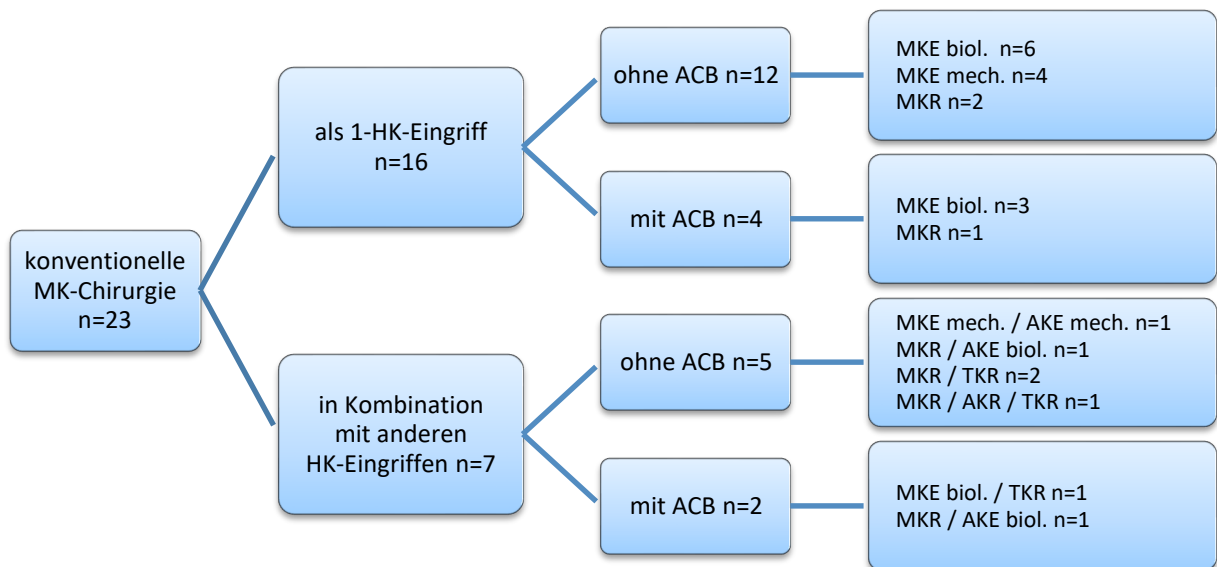 konventionelle
MK-Chirurgie
n=23
als 1-HK-Eingriff
n=16
ohne ACB n=12
MKE biol.  n=6
MKE mech. n=4
MKR n=2
mit ACB n=4
MKE biol. n=3
MKR n=1
in Kombination
mit anderen
HK-Eingriffen n=7
ohne ACB n=5
MKE mech. / AKE mech. n=1
MKR / AKE biol. n=1
MKR / TKR n=2
MKR / AKR / TKR n=1
mit ACB n=2
MKE biol. / TKR n=1
MKR / AKE biol. n=1